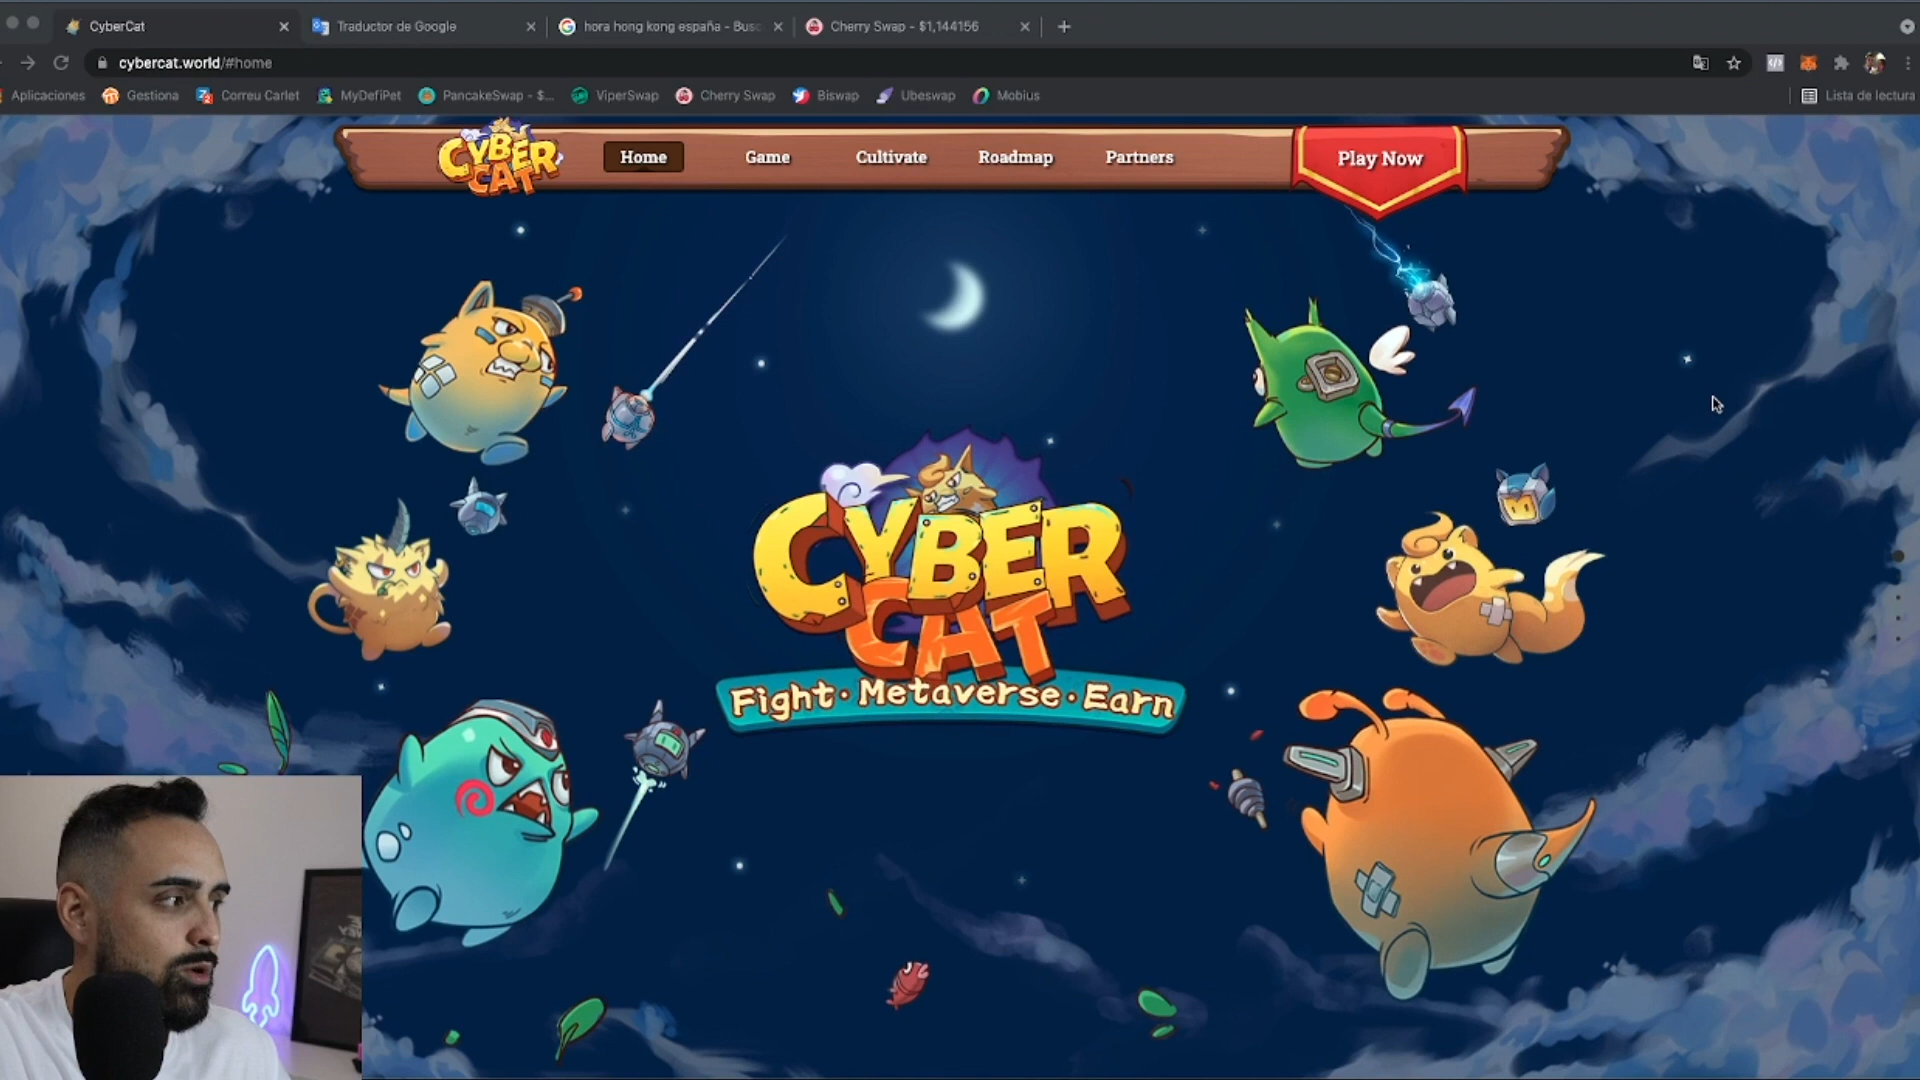 CyberCat
Traductor de Google
hora hong kong españa - Busc
Cherry Swap - $1,144156
cybercat.world/#home
Aplicaciones
Gestiona
Correu Carlet
MyDefiPet
PancakeSwap - $...
ViperSwap
Cherry Swap
Biswap
Ubeswap
Mobius
Lista de lectura
CYBER
CAT
Home
Game
Cultivate
Roadmap
Partners
Play Now
CYBER
CAT
Fight · Metaverse · Earn